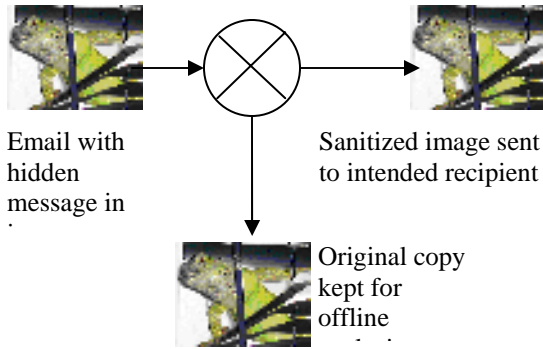 Email with
hidden
message in
Sanitized image sent
to intended recipient
Original copy
kept for
offline